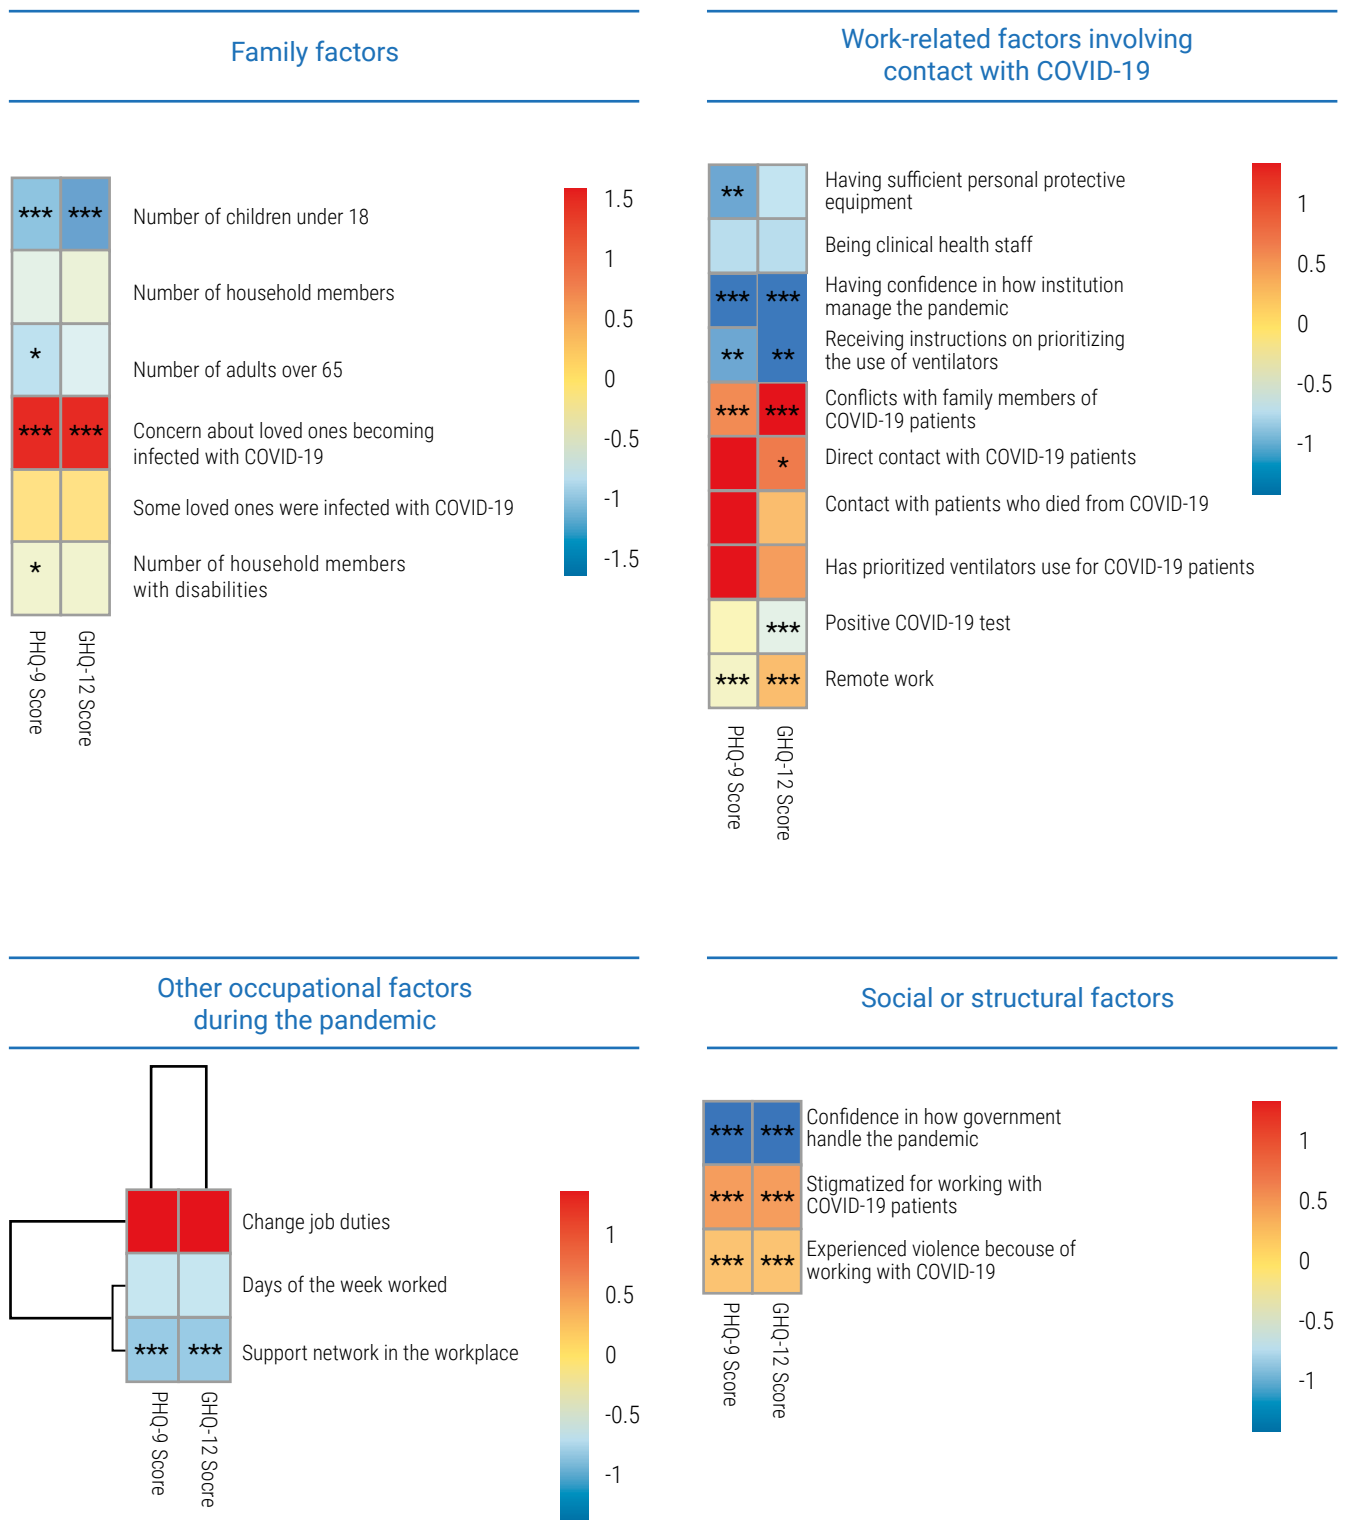 Family factors
***
***
Number of children under 18
Number of household members
*
Number of adults over 65
***
***
Concern about loved ones becoming
infected with COVID-19
Some loved ones were infected with COVID-19
*
Number of household members
with disabilities
PHQ-9 Score
GHQ-12 Score
1.5
1
0.5
0
-0.5
-1
-1.5
Work-related factors involving
contact with COVID-19
**
Having sufficient personal protective
equipment
Being clinical health staff
***
***
Having confidence in how institution
manage the pandemic
**
**
Receiving instructions on prioritizing
the use of ventilators
***
***
Conflicts with family members of
COVID-19 patients
*
Direct contact with COVID-19 patients
Contact with patients who died from COVID-19
Has prioritized ventilators use for COVID-19 patients
***
Positive COVID-19 test
***
***
Remote work
PHQ-9 Score
GHQ-12 Score
1
0.5
0
-0.5
-1
Other occupational factors
during the pandemic
Change job duties
Days of the week worked
***
***
Support network in the workplace
PHQ-9 Score
GHQ-12 Socre
1
0.5
0
-0.5
-1
Social or structural factors
***
***
Confidence in how government
handle the pandemic
***
***
Stigmatized for working with
COVID-19 patients
***
***
Experienced violence becouse of
working with COVID-19
PHQ-9 Score
GHQ-12 Score
1
0.5
0
-0.5
-1